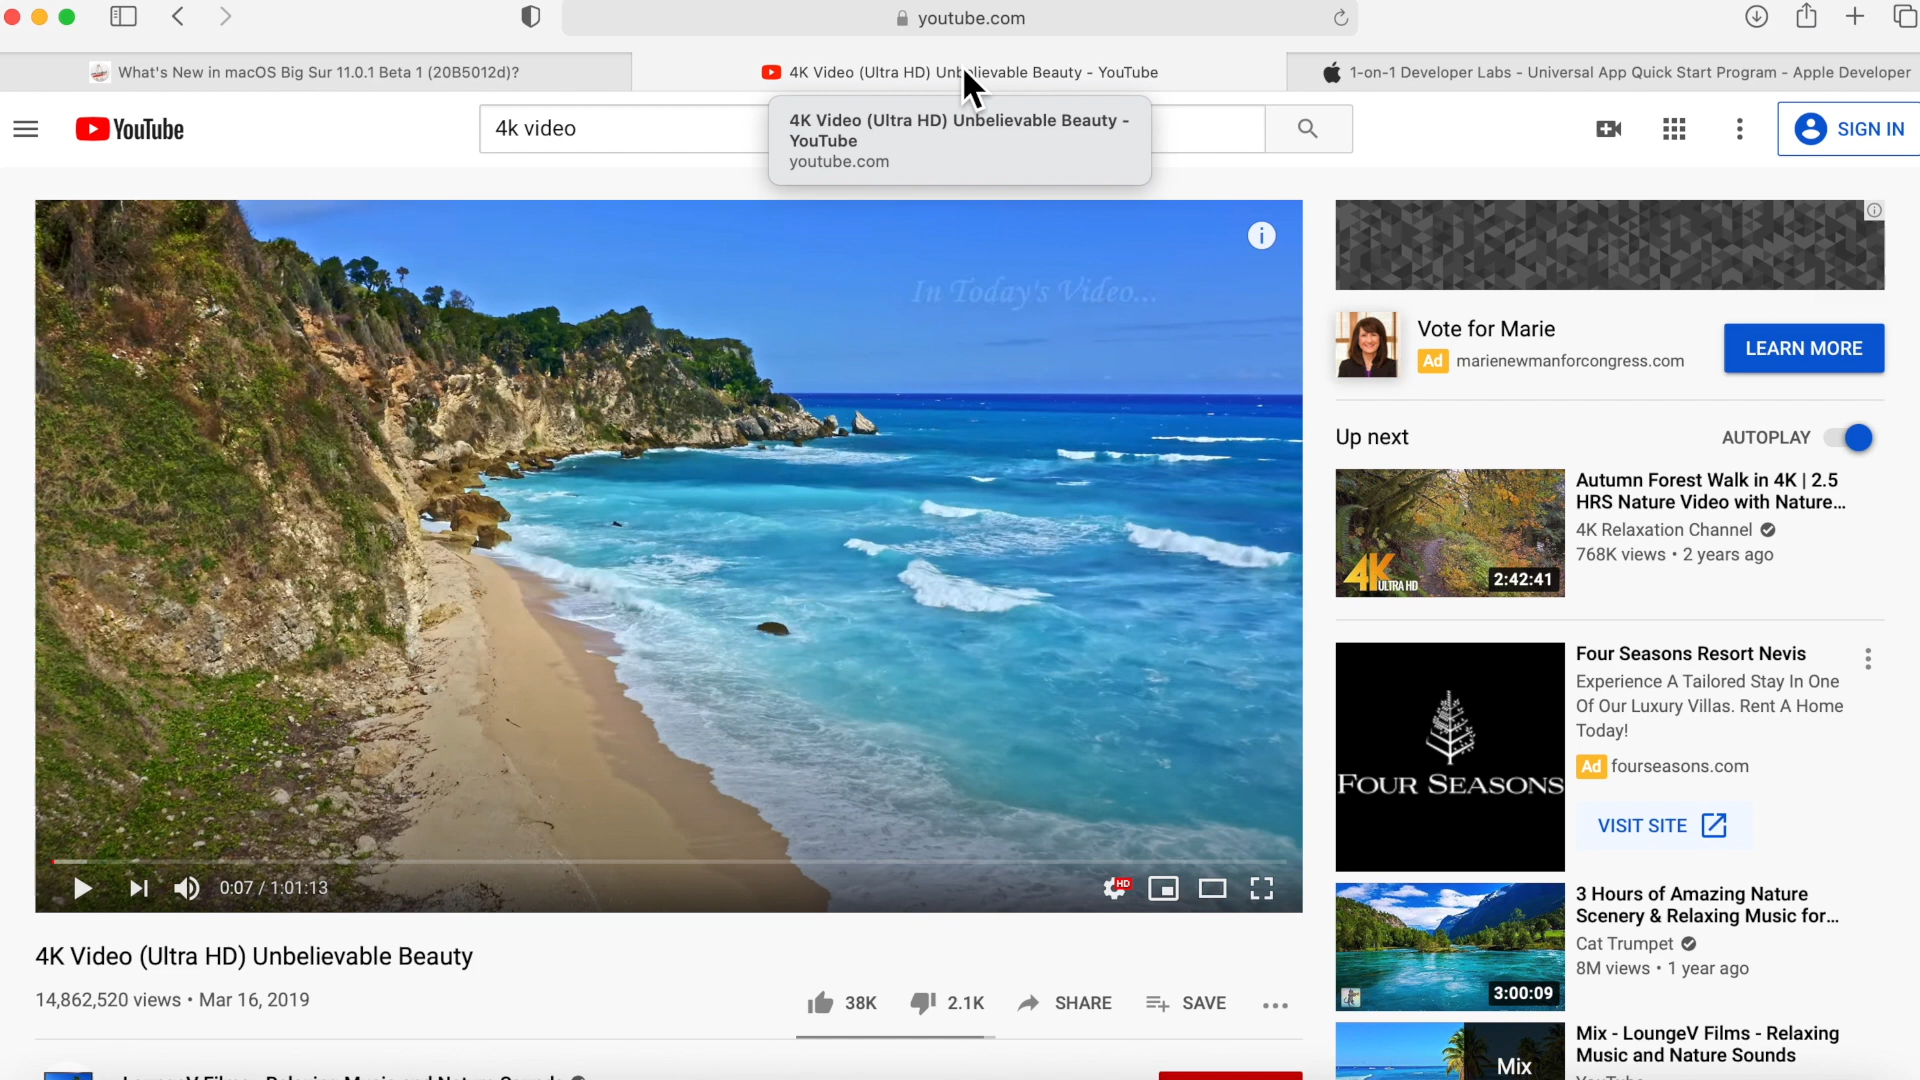 youtube.com
What's New in macOS Big Sur 11.0.1 Beta 1 (20B5012d)?
4K Video (Ultra HD) Unbelievable Beauty - YouTube
1-on-1 Developer Labs - Universal App Quick Start Program - Apple Developer
YouTube
4k video
4K Video (Ultra HD) Unbelievable Beauty -
YouTube
youtube.com
SIGN IN
In Today's Video...
Vote for Marie
Ad marienewmanforcongress.com
LEARN MORE
Up next
AUTOPLAY
4K ULTRA HD
2:42:41
Autumn Forest Walk in 4K | 2.5
HRS Nature Video with Nature...
4K Relaxation Channel
768K views • 2 years ago
FOUR SEASONS
Four Seasons Resort Nevis
Experience A Tailored Stay In One
Of Our Luxury Villas. Rent A Home
Today!
Ad fourseasons.com
VISIT SITE
0:07 / 1:01:13
HD
3:00:09
3 Hours of Amazing Nature
Scenery & Relaxing Music for...
Cat Trumpet
8M views • 1 year ago
4K Video (Ultra HD) Unbelievable Beauty
14,862,520 views • Mar 16, 2019
38K
2.1K
SHARE
SAVE
Mix
Mix - LoungeV Films - Relaxing
Music and Nature Sounds